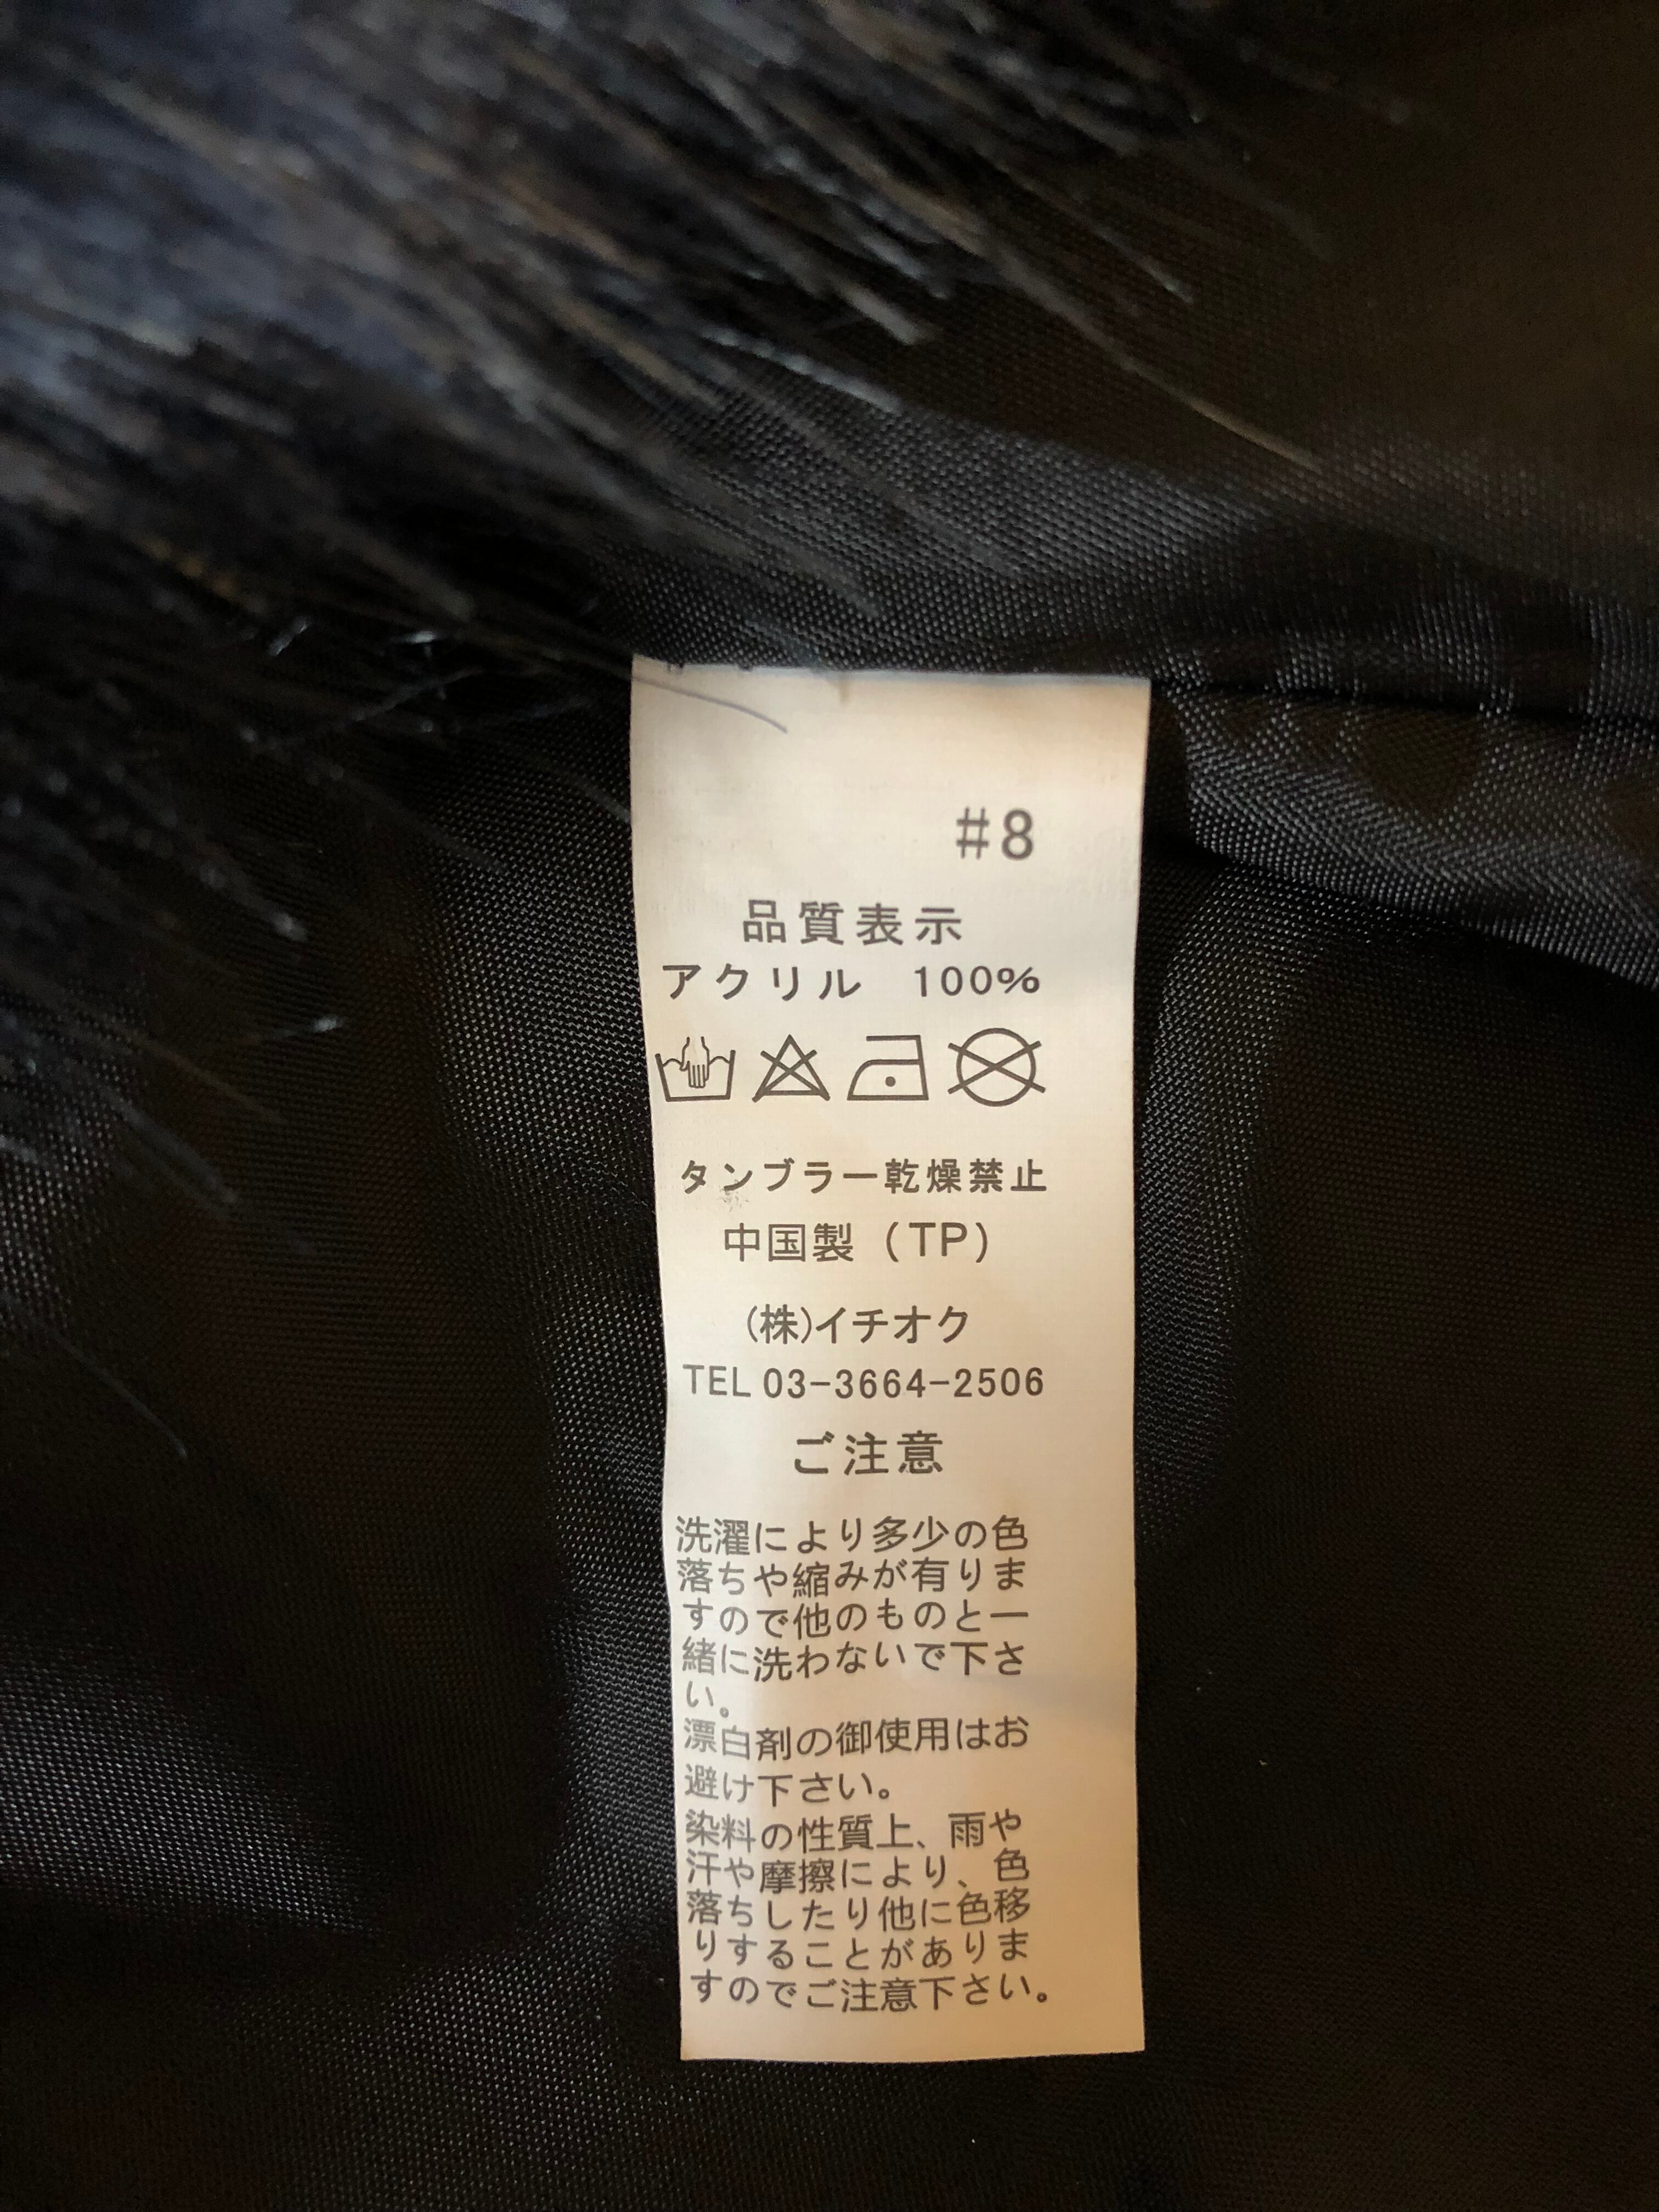 #8
品質表示
アクリル 100%
タンブラー乾燥禁止
中国製 (TP)
(株)イチオク
TEL 03-3664-2506
ご注意
洗濯により多少の色
落ちや縮みが有りま
すので他のものと一
緒に洗わないで下さ
い。
漂白剤の御使用はお
避け下さい。
染料の性質上、雨や
汗や摩擦により、色
落ちしたり他に色移
りすることがありま
すのでご注意下さい。